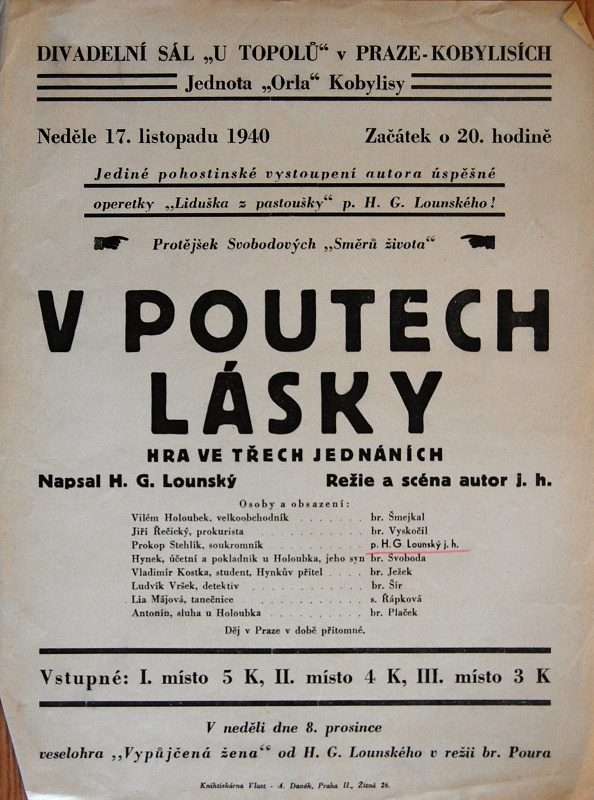 DIVADELNÍ SÁL „U TOPOLŮ“ v PRAZE-KOBYLISÍCH
Jednota „Orla“ Kobylisy
Neděle 17. listopadu 1940 Začátek o 20. hodině
Jediné pohostinské vystoupení autora úspěšné
operetky „Liduška z pastoušky“ p. H. G. Lounského!
Protějšek Svobodových „Směrů života“
V POUTECH
LÁSKY
HRA VE TŘECH JEDNÁNÍCH
Napsal H. G. Lounský Režie a scéna autor j. h.
Osoby a obsazení:
Vilém Holoubek, velkoobchodník . . . . . . . br. Šmejkal
Jiří Řečický, prokurista . . . . . . . . . . br. Vyskočil
Prokop Stehlík, soukromník . . . . . . . . . p. H. G. Lounský j. h.
Hynek, účetní a pokladník u Holoubka, jeho syn br. Svoboda
Vladimír Kostka, student, Hynkův přítel . . . . br. Ježek
Ludvík Vršek, detektiv . . . . . . . . . . . br. Šír
Lia Májová, tanečnice . . . . . . . . . . . s. Řápková
Antonín, sluha u Holoubka . . . . . . . . . br. Plaček
Děj v Praze v době přítomné.
Vstupné: I. místo 5 K, II. místo 4 K, III. místo 3 K
V neděli dne 8. prosince
veselohra „Vypůjčená žena“ od H. G. Lounského v režii br. Poura
Knihtiskárna Vlast - A. Daněk, Praha II., Žitná 26.